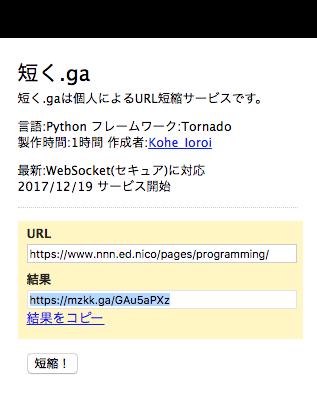 短く.ga
短く.gaは個人によるURL短縮サービスです。
言語:Python フレームワーク:Tornado
製作時間:1時間 作成者:Kohe_Ioroi
最新:WebSocket(セキュア)に対応
2017/12/19 サービス開始
URL
https://www.nnn.ed.nico/pages/programming/
結果
https://mzkk.ga/GAu5aPXz
結果をコピー
短縮！